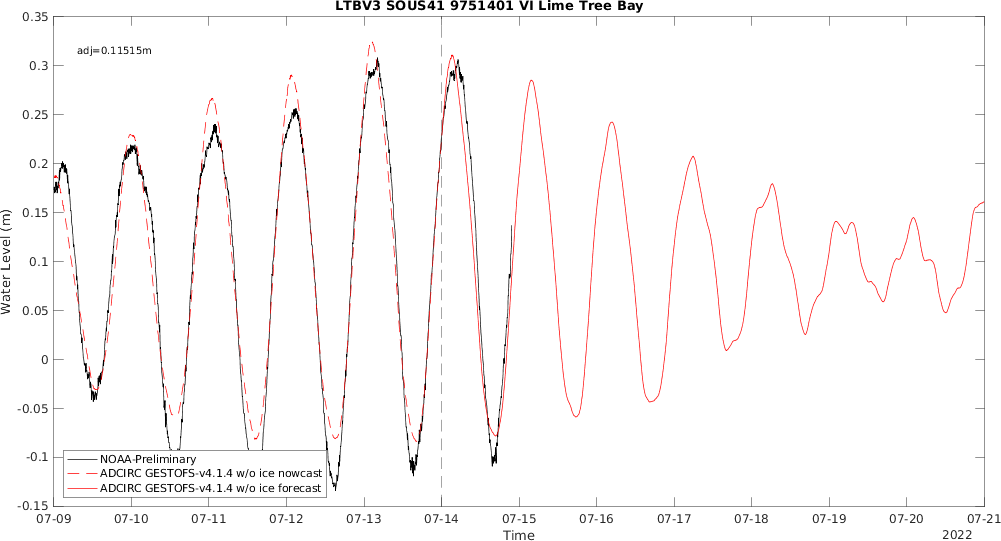 LTBV3 SOUS41 9751401 VI Lime Tree Bay
0.35
adj=0.11515m
0.3
0.25
0.2
0.15
0.1
0.05
0
-0.05
-0.1
-0.15
Water Level (m)
NOAA-Preliminary
ADCIRC GESTOFS-v4.1.4 w/o ice nowcast
ADCIRC GESTOFS-v4.1.4 w/o ice forecast
07-09 07-10 07-11 07-12 07-13 07-14 07-15 07-16 07-17 07-18 07-19 07-20 07-21
Time
2022